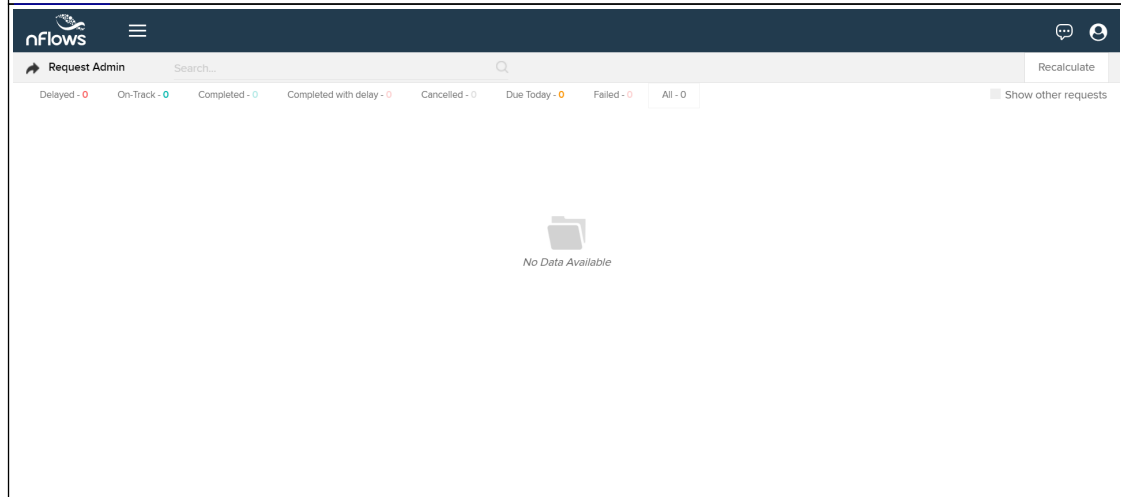 nFlows
Request Admin Search... Recalculate
Delayed - 0 On-Track - 0 Completed - 0 Completed with delay - 0 Cancelled - 0 Due Today - 0 Failed - 0 All - 0 Show other requests
No Data Available